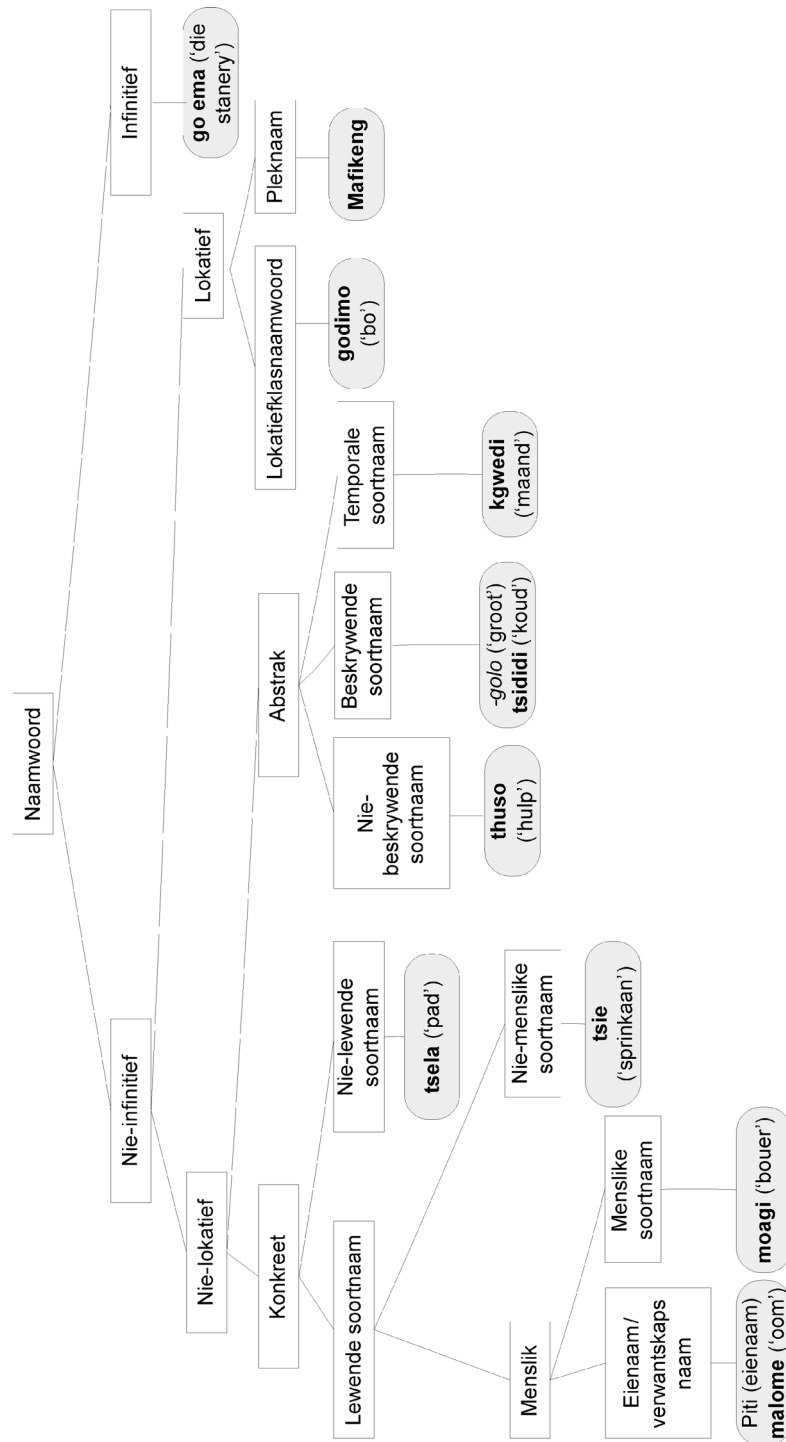 Naamwoord
Nie-infinitief
Infinitief
go ema (‘die
stanery’)
Nie-lokatief
Lokatief
Konkreet
Abstrak
Lokatiefklasnaamwoord
Pleknaam
godimo
(‘bo’)
Mafikeng
Lewende soortnaam
Nie-lewende
soortnaam
tsela (‘pad’)
Nie-
beskrywende
soortnaam
thuso
(‘hulp’)
Beskrywende
soortnaam
-golo (‘groot’)
tsididi (‘koud’)
Temporale
soortnaam
kgwedi
(‘maand’)
Menslik
Nie-menslike
soortnaam
tsie
(‘sprinkaan’)
Eienaam/
verwantskaps
naam
Piti (eienaam)
malome (‘oom’)
Menslike
soortnaam
moagi (‘bouer’)